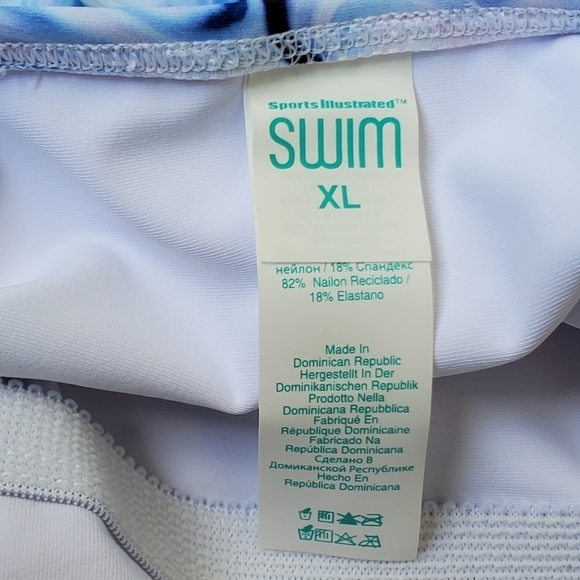 Sports Illustrated™
SWIM
XL
нейлон / 18% Спандекс
82% Nailon Reciclado /
18% Elastano
Made In
Dominican Republic
Hergestellt In Der
Dominikanischen Republik
Prodotto Nella
Dominicana Repubblica
Fabriqué En
République Dominicaine
Fabricado Na
República Dominicana
Сделано В
Домиканской Республике
Hecho En
República Dominicana